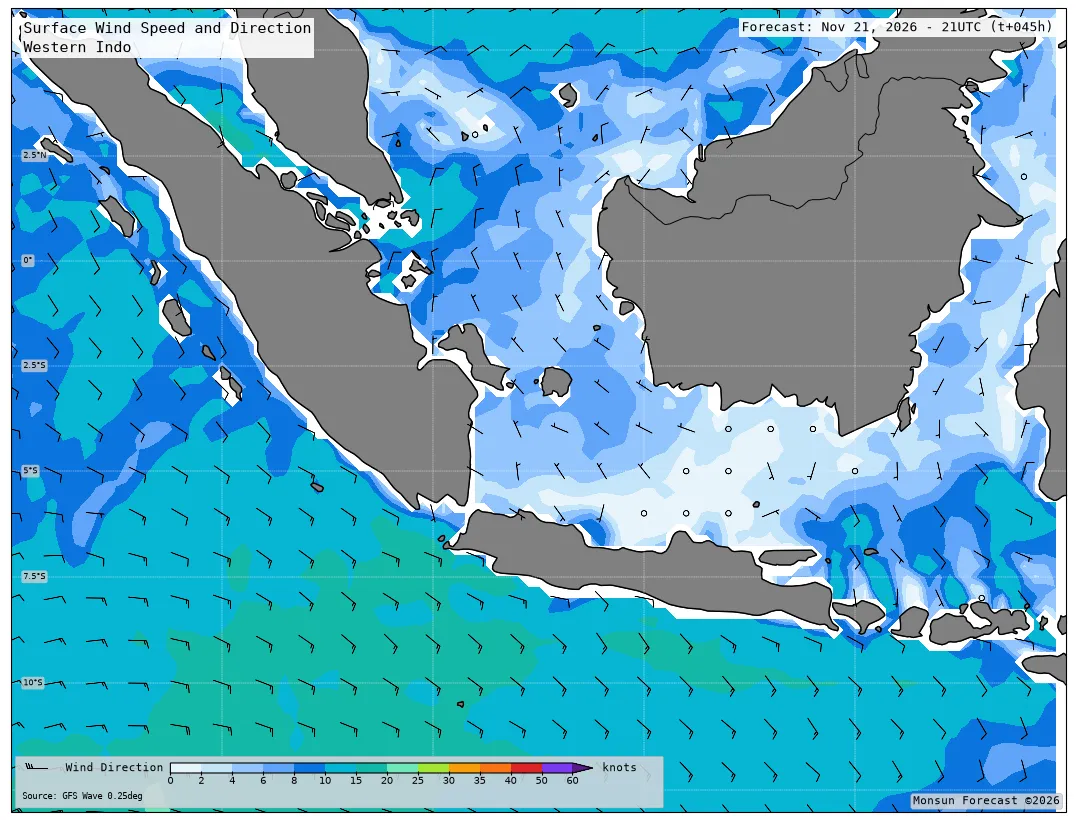 Surface Wind Speed and Direction
Western Indo
Forecast: Nov 21, 2026 - 21UTC (t+045h)
2.5°N
0°
2.5°S
5°S
7.5°S
10°S
Wind Direction
0 2 4 6 8 10 15 20 25 30 35 40 50 60
knots
Source: GFS Wave 0.25deg
Monsun Forecast ©2026